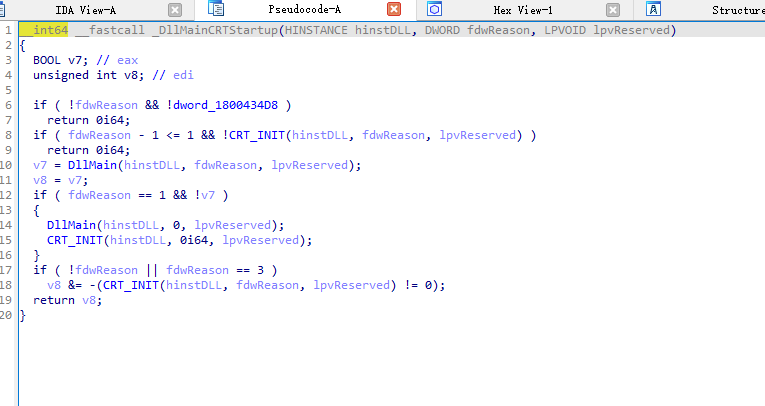 IDA View-A Pseudocode-A Hex View-1 Structure
1 __int64 __fastcall _DllMainCRTStartup(HINSTANCE hinstDLL, DWORD fdwReason, LPVOID lpvReserved)
2 {
3 BOOL v7; // eax
4 unsigned int v8; // edi
5
6 if ( !fdwReason && !dword_1800434D8 )
7 return 0i64;
8 if ( fdwReason - 1 <= 1 && !CRT_INIT(hinstDLL, fdwReason, lpvReserved) )
9 return 0i64;
10 v7 = DllMain(hinstDLL, fdwReason, lpvReserved);
11 v8 = v7;
12 if ( fdwReason == 1 && !v7 )
13 {
14 DllMain(hinstDLL, 0, lpvReserved);
15 CRT_INIT(hinstDLL, 0i64, lpvReserved);
16 }
17 if ( !fdwReason || fdwReason == 3 )
18 v8 &= -(CRT_INIT(hinstDLL, fdwReason, lpvReserved) != 0);
19 return v8;
20 }